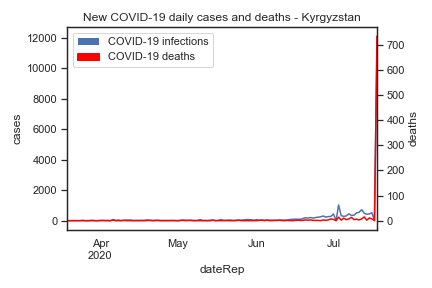 New COVID-19 daily cases and deaths - Kyrgyzstan
COVID-19 infections
COVID-19 deaths
12000
10000
8000
6000
4000
2000
0
cases
700
600
500
400
300
200
100
0
deaths
Apr
2020
May
Jun
Jul
dateRep